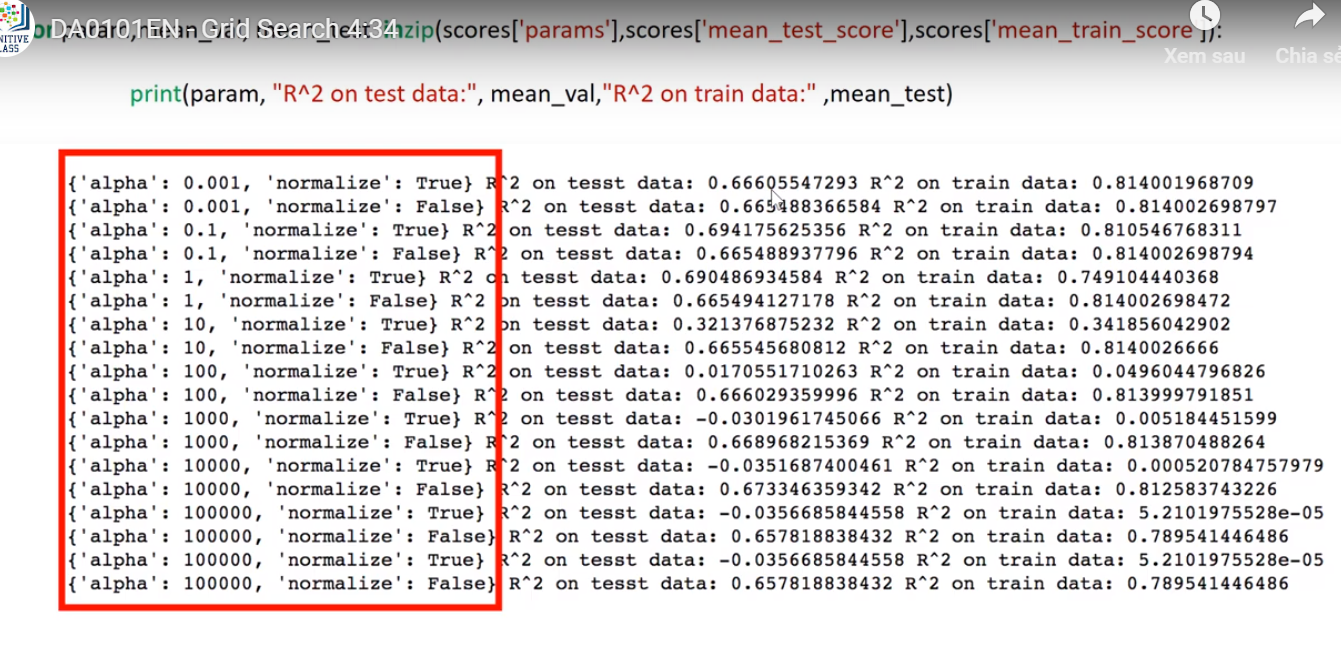 DA0101EN - Grid Search 4:34
zip(scores['params'],scores['mean_test_score'],scores['mean_train_score']):
Xem sau
print(param, "R^2 on test data:", mean_val,"R^2 on train data:" ,mean_test)
{'alpha': 0.001, 'normalize': True} R^2 on tesst data: 0.66605547293 R^2 on train data: 0.814001968709
{'alpha': 0.001, 'normalize': False} R^2 on tesst data: 0.665488366584 R^2 on train data: 0.814002698797
{'alpha': 0.1, 'normalize': True} R^2 on tesst data: 0.694175625356 R^2 on train data: 0.810546768311
{'alpha': 0.1, 'normalize': False} R^2 on tesst data: 0.665488937796 R^2 on train data: 0.814002698794
{'alpha': 1, 'normalize': True} R^2 on tesst data: 0.690486934584 R^2 on train data: 0.749104440368
{'alpha': 1, 'normalize': False} R^2 on tesst data: 0.665494127178 R^2 on train data: 0.814002698472
{'alpha': 10, 'normalize': True} R^2 on tesst data: 0.321376875232 R^2 on train data: 0.341856042902
{'alpha': 10, 'normalize': False} R^2 on tesst data: 0.665545680812 R^2 on train data: 0.8140026666
{'alpha': 100, 'normalize': True} R^2 on tesst data: 0.0170551710263 R^2 on train data: 0.0496044796826
{'alpha': 100, 'normalize': False} R^2 on tesst data: 0.666029359996 R^2 on train data: 0.813999791851
{'alpha': 1000, 'normalize': True} R^2 on tesst data: -0.0301961745066 R^2 on train data: 0.005184451599
{'alpha': 1000, 'normalize': False} R^2 on tesst data: 0.668968215369 R^2 on train data: 0.813870488264
{'alpha': 10000, 'normalize': True} R^2 on tesst data: -0.0351687400461 R^2 on train data: 0.000520784757979
{'alpha': 10000, 'normalize': False} R^2 on tesst data: 0.673346359342 R^2 on train data: 0.812583743226
{'alpha': 100000, 'normalize': True} R^2 on tesst data: -0.0356685844558 R^2 on train data: 5.2101975528e-05
{'alpha': 100000, 'normalize': False} R^2 on tesst data: 0.657818838432 R^2 on train data: 0.789541446486
{'alpha': 100000, 'normalize': True} R^2 on tesst data: -0.0356685844558 R^2 on train data: 5.2101975528e-05
{'alpha': 100000, 'normalize': False} R^2 on tesst data: 0.657818838432 R^2 on train data: 0.789541446486